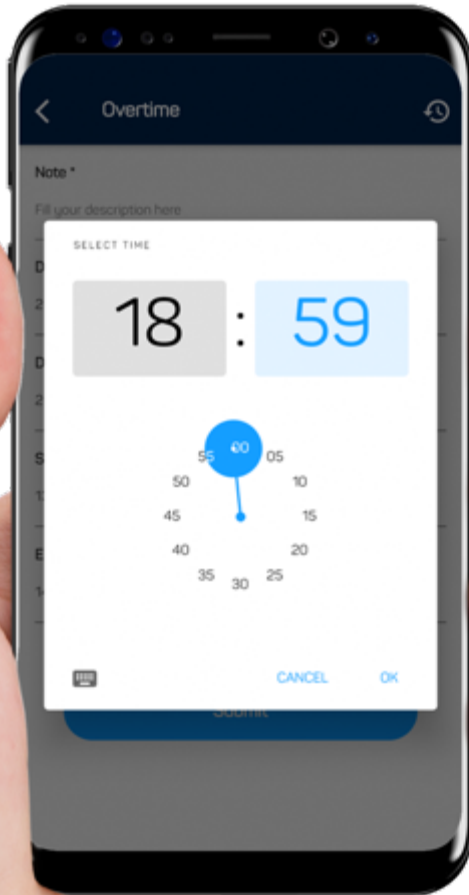 Overtime
Note *
Fill your description here
SELECT TIME
18 : 59
00
55 05
50 10
45 15
40 20
35 25
30
CANCEL OK
Submit